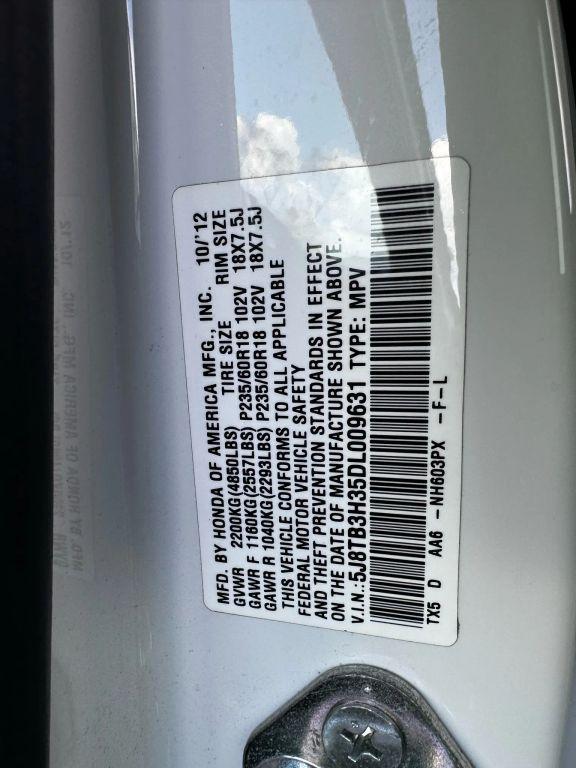 MFD. BY HONDA OF AMERICA MFG., INC. 10/'12
GVWR 2200KG(4850LBS) TIRE SIZE RIM SIZE
GAWR F 1160KG(2557LBS) P235/60R18 102V 18X7.5J
GAWR R 1040KG(2293LBS) P235/60R18 102V 18X7.5J
THIS VEHICLE CONFORMS TO ALL APPLICABLE
FEDERAL MOTOR VEHICLE SAFETY
AND THEFT PREVENTION STANDARDS IN EFFECT
ON THE DATE OF MANUFACTURE SHOWN ABOVE.
V.I.N.: 5J8TB3H35DL009631 TYPE: MPV
TX5 D AA6 -NH603PX -F-L